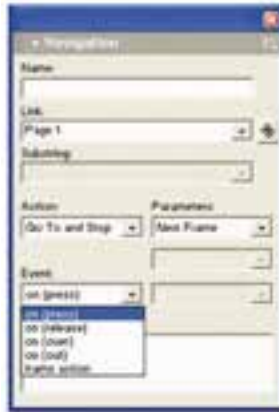 Navigation
Name:
Link:
Page 1
Substring:
Action: Parameters:
Go To and Stop Next Frame
Event:
on (press)
on (press)
on (release)
on (over)
on (out)
frame action